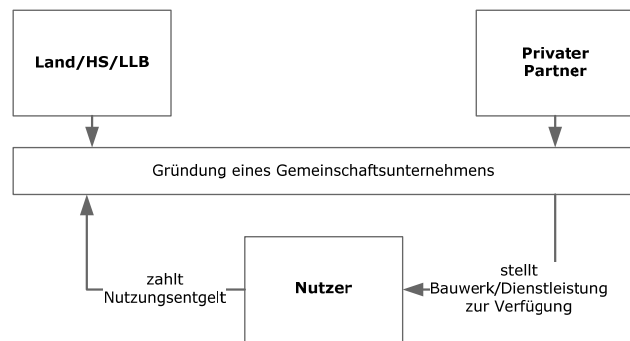 Land/HS/LLB
Privater
Partner
Gründung eines Gemeinschaftsunternehmens
zahlt
Nutzungsentgelt
Nutzer
stellt
Bauwerk/Dienstleistung
zur Verfügung